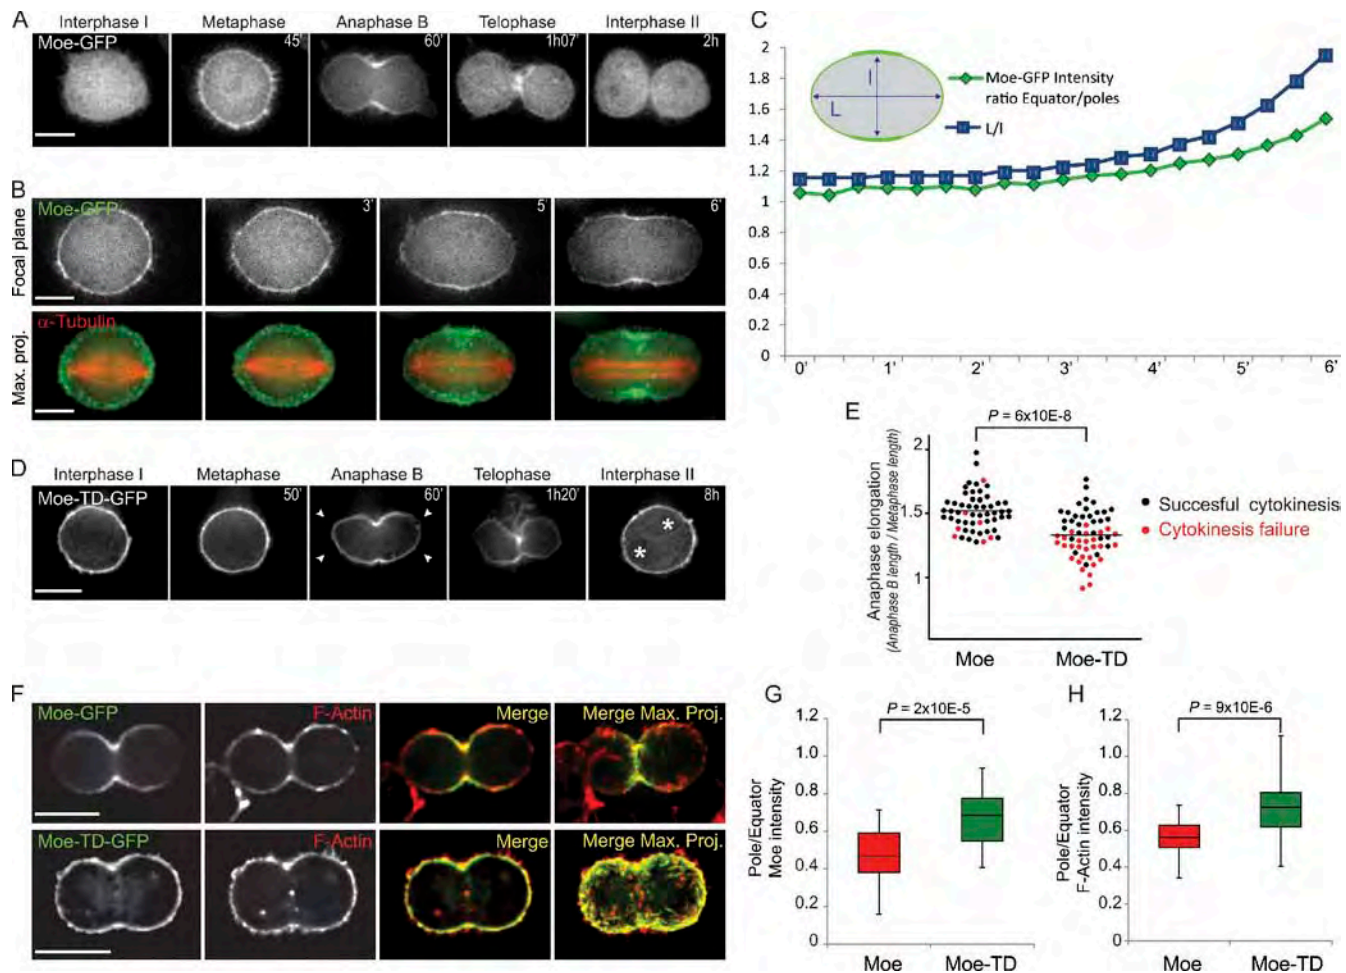 A
Interphase I Metaphase Anaphase B Telophase Interphase II
Moe-GFP 45' 60' 1h07' 2h
B
Focal plane
Moe-GFP 3' 5' 6'
Max. proj.
α-Tubulin
C
2
1.8
1.6
1.4
1.2
1
0.8
0.6
0.4
0.2
0
0' 1' 2' 3' 4' 5' 6'
l
L
Moe-GFP Intensity
ratio Equator/poles
L/l
D
Interphase I Metaphase Anaphase B Telophase Interphase II
Moe-TD-GFP 50' 60' 1h20' 8h
* *
E
P = 6x10E-8
Anaphase elongation
(Anaphase B length / Metaphase length)
2
1.5
1
Moe Moe-TD
Succesful cytokinesis
Cytokinesis failure
F
Moe-GFP F-Actin Merge Merge Max. Proj.
Moe-TD-GFP F-Actin Merge Merge Max. Proj.
G
P = 2x10E-5
Pole/Equator
Moe intensity
1.2
1.0
0.8
0.6
0.4
0.2
0
Moe Moe-TD
H
P = 9x10E-6
Pole/Equator
F-Actin intensity
1.2
1.0
0.8
0.6
0.4
0.2
0
Moe Moe-TD